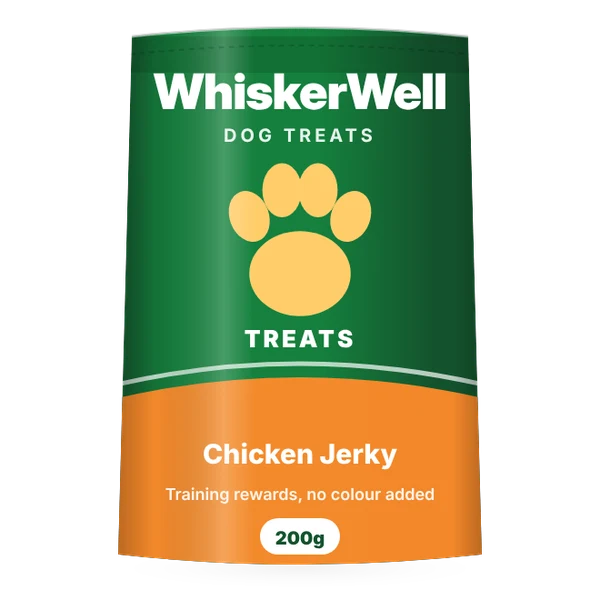 WhiskerWell
DOG TREATS
TREATS
Chicken Jerky
Training rewards, no colour added
200g